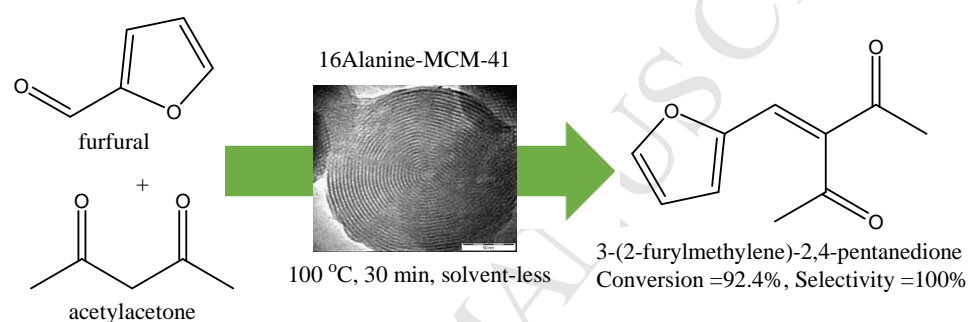 O
O
furfural
+
O
O
acetylacetone
16Alanine-MCM-41
100 °C, 30 min, solvent-less
O
O
O
3-(2-furylmethylene)-2,4-pentanedione
Conversion =92.4%, Selectivity =100%